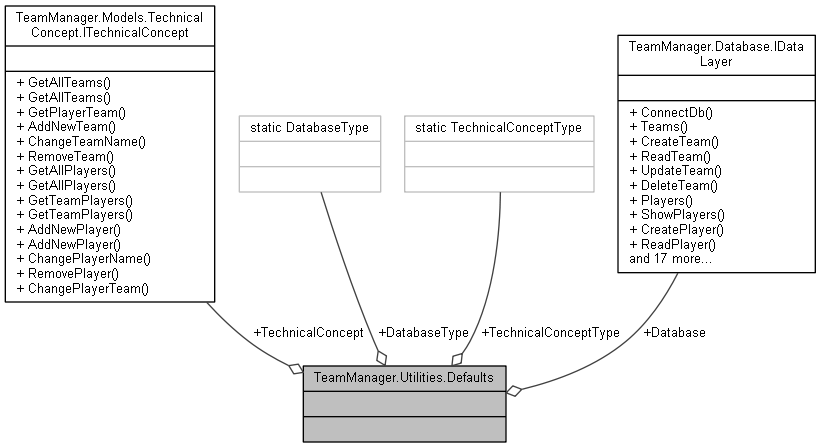 TeamManager.Models.Technical
Concept.ITechnicalConcept
+ GetAllTeams()
+ GetAllTeams()
+ GetPlayerTeam()
+ AddNewTeam()
+ ChangeTeamName()
+ RemoveTeam()
+ GetAllPlayers()
+ GetAllPlayers()
+ GetTeamPlayers()
+ GetTeamPlayers()
+ AddNewPlayer()
+ AddNewPlayer()
+ ChangePlayerName()
+ RemovePlayer()
+ ChangePlayerTeam()
static DatabaseType
static TechnicalConceptType
TeamManager.Database.IData
Layer
+ ConnectDb()
+ Teams()
+ CreateTeam()
+ ReadTeam()
+ UpdateTeam()
+ DeleteTeam()
+ Players()
+ ShowPlayers()
+ CreatePlayer()
+ ReadPlayer()
and 17 more...
+TechnicalConcept
+DatabaseType
+TechnicalConceptType
+Database
TeamManager.Utilities.Defaults